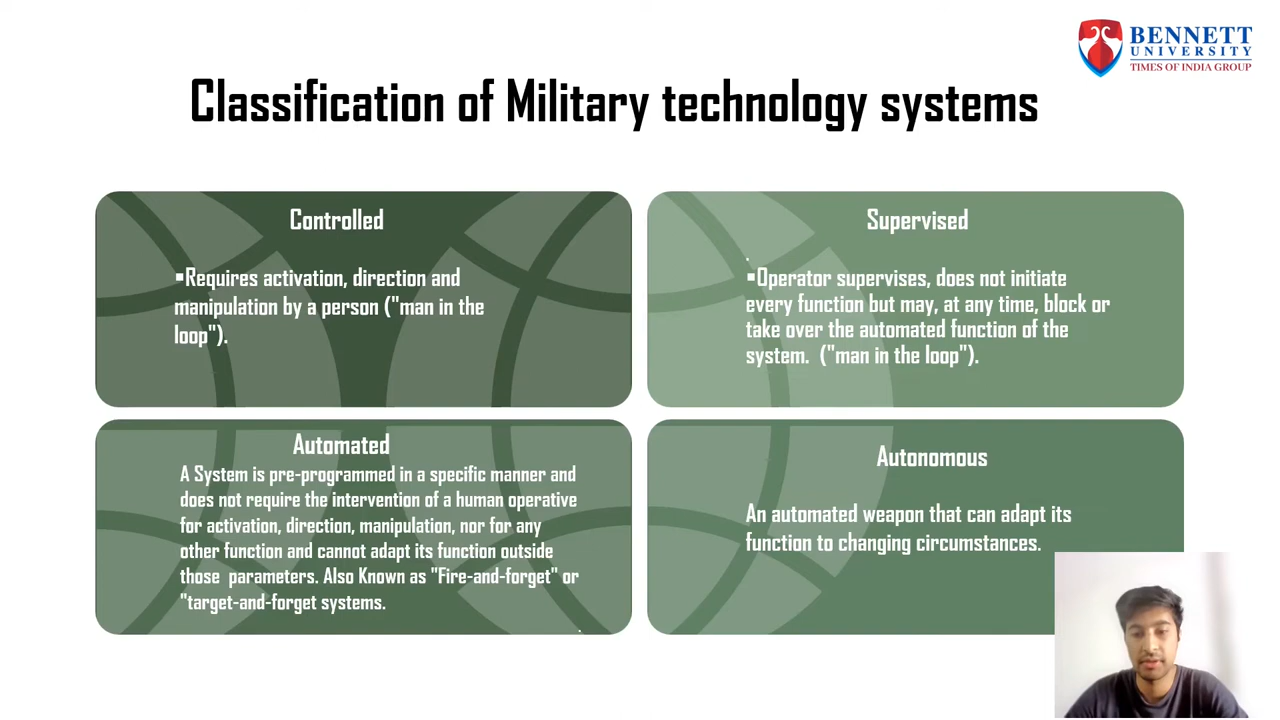 BENNETT
UNIVERSITY
TIMES OF INDIA GROUP
Classification of Military technology systems
Controlled
▪Requires activation, direction and
manipulation by a person ("man in the
loop").
Supervised
.
▪Operator supervises, does not initiate
every function but may, at any time, block or
take over the automated function of the
system.  ("man in the loop").
Automated
A System is pre-programmed in a specific manner and
does not require the intervention of a human operative
for activation, direction, manipulation, nor for any
other function and cannot adapt its function outside
those  parameters. Also Known as "Fire-and-forget" or
"target-and-forget systems.
.
Autonomous
An automated weapon that can adapt its
function to changing circumstances.